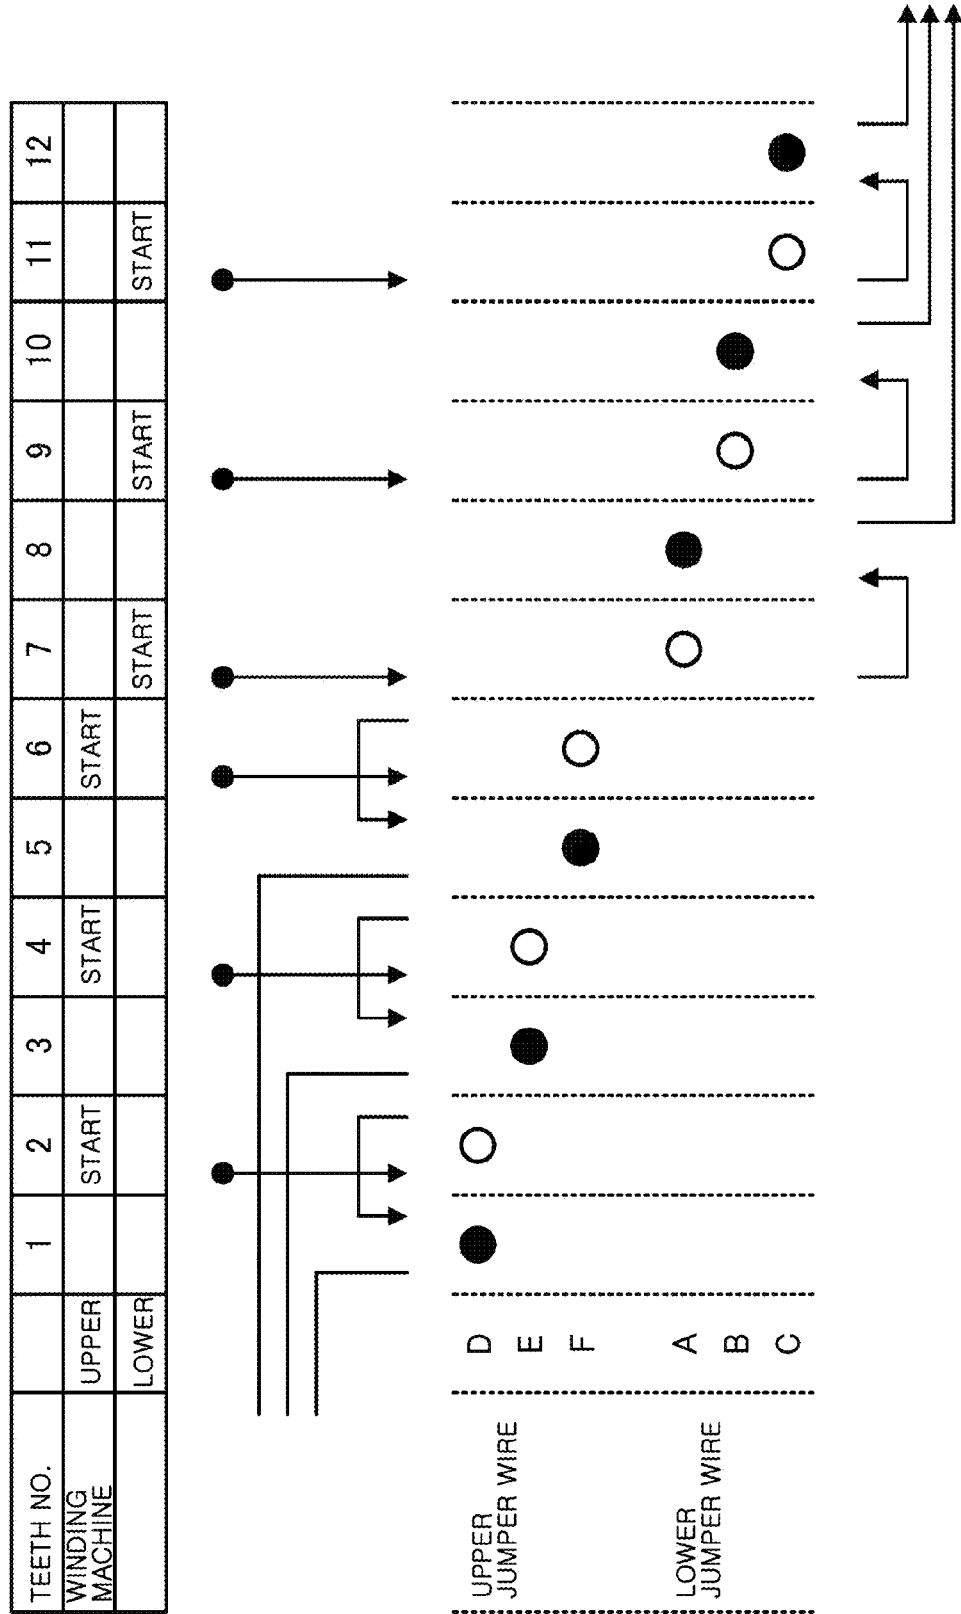 TEETH NO. 1 2 3 4 5 6 7 8 9 10 11 12
WINDING
MACHINE
UPPER START START START
LOWER START START START
UPPER
JUMPER WIRE
D
E
F
LOWER
JUMPER WIRE
A
B
C